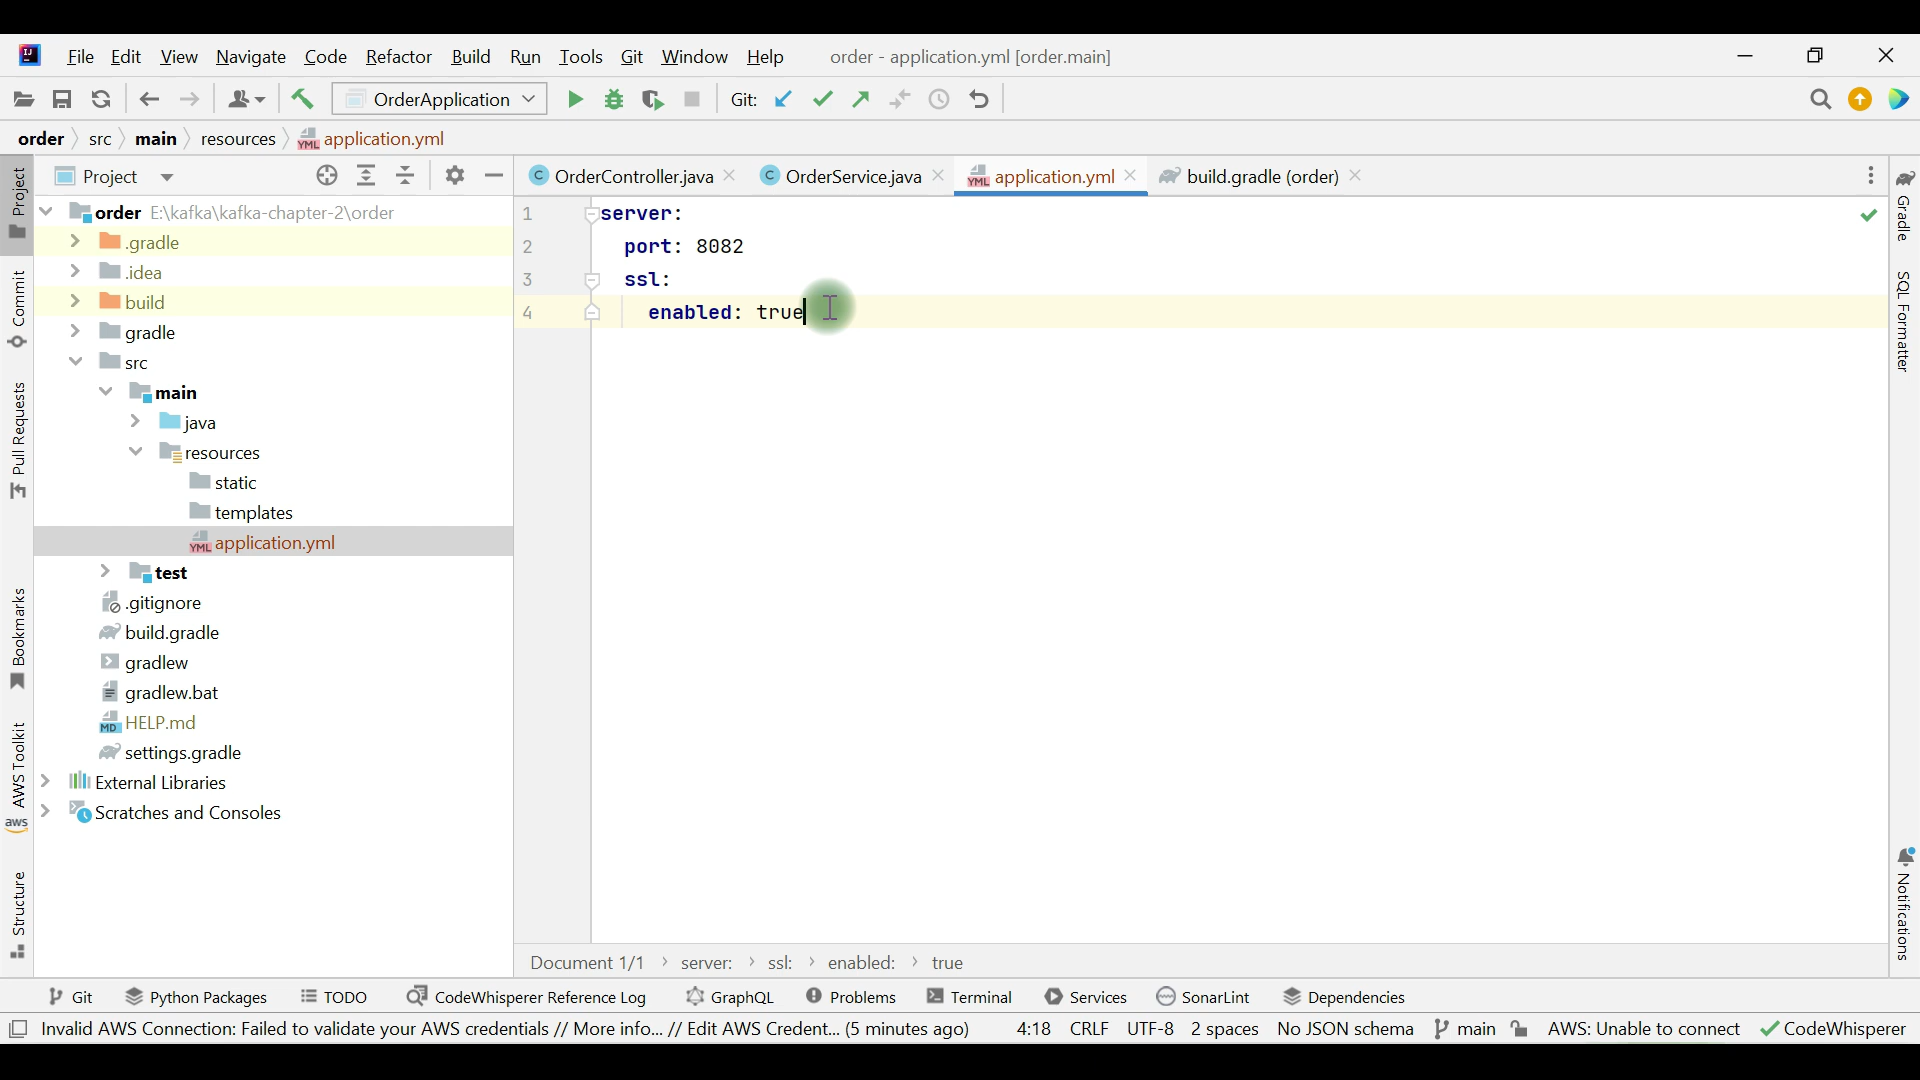 File Edit View Navigate Code Refactor Build Run Tools Git Window Help order - application.yml [order.main]
OrderApplication Git:
order src main resources application.yml
Project
OrderController.java OrderService.java application.yml build.gradle (order)
order E:\kafka\kafka-chapter-2\order
.gradle
.idea
build
gradle
src
main
java
resources
static
templates
YML application.yml
test
.gitignore
build.gradle
gradlew
gradlew.bat
MD HELP.md
settings.gradle
External Libraries
Scratches and Consoles
1 server:
2 port: 8082
3 ssl:
4 enabled: true
Document 1/1 server: ssl: enabled: true
Project
Commit
Pull Requests
Bookmarks
AWS Toolkit
aws
Structure
Gradle
SQL Formatter
Notifications
Git Python Packages TODO CodeWhisperer Reference Log GraphQL Problems Terminal Services SonarLint Dependencies
Invalid AWS Connection: Failed to validate your AWS credentials // More info... // Edit AWS Credent... (5 minutes ago) 4:18 CRLF UTF-8 2 spaces No JSON schema main AWS: Unable to connect CodeWhisperer